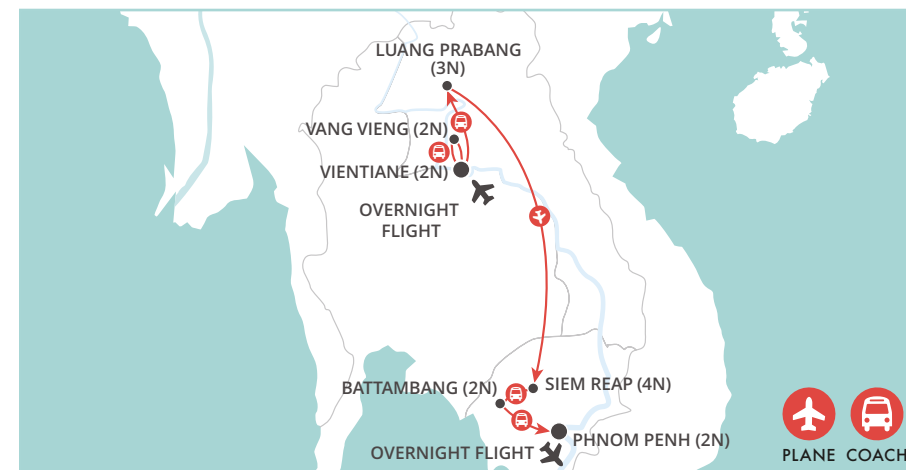 LUANG PRABANG
(3N)
VANG VIENG (2N)
VIENTIANE (2N)
OVERNIGHT
FLIGHT
BATTAMBANG (2N)
SIEM REAP (4N)
PHNOM PENH (2N)
OVERNIGHT FLIGHT
PLANE COACH